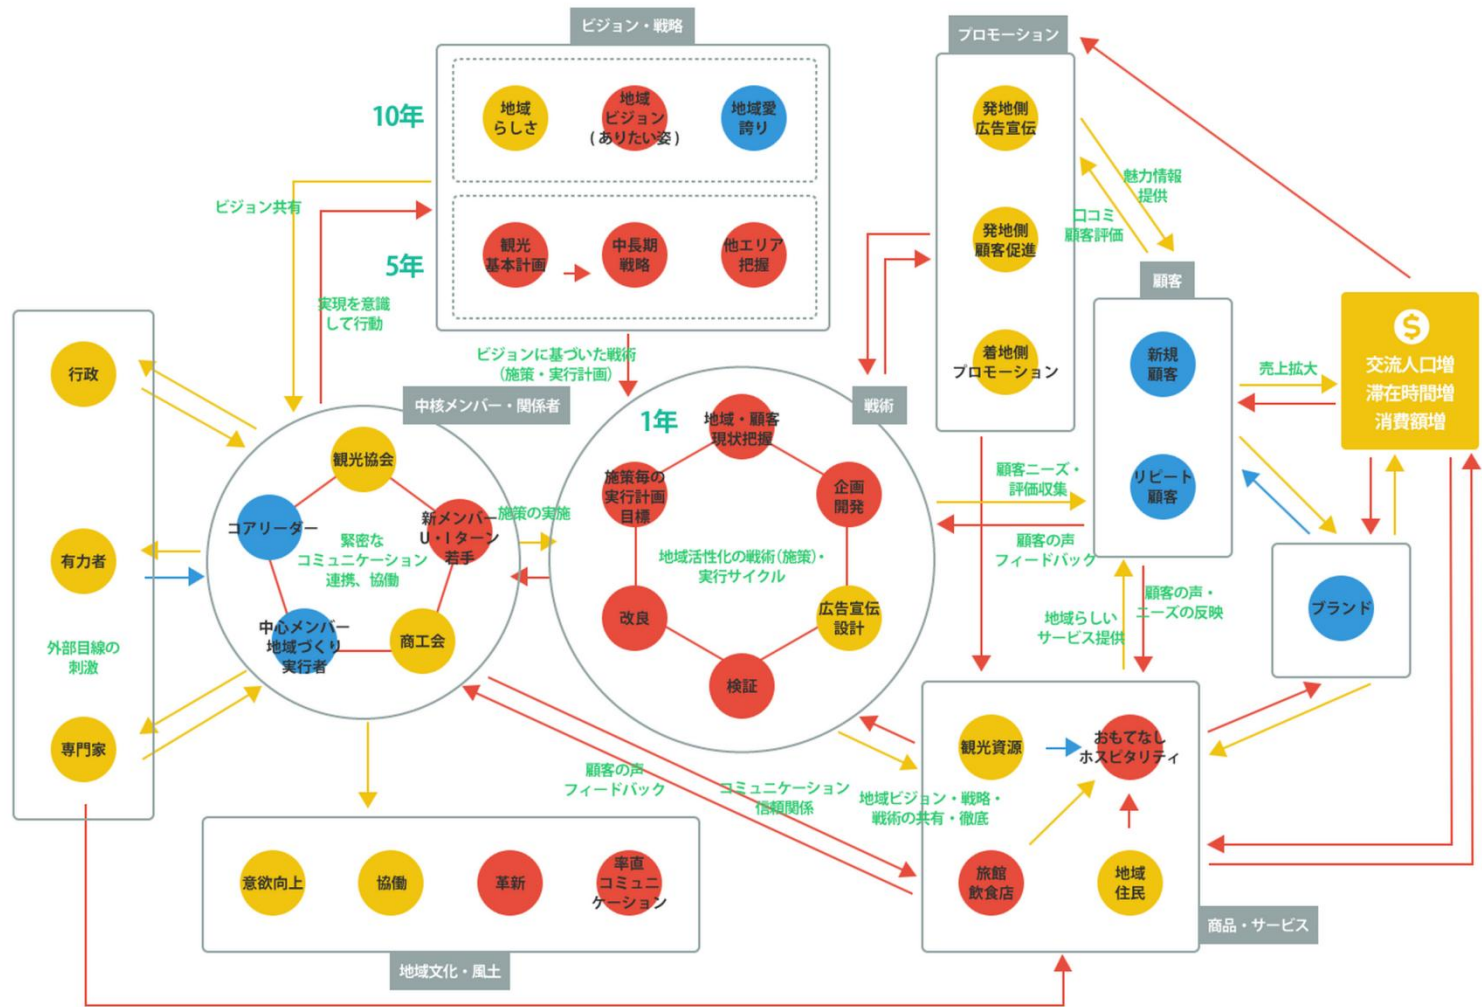 ビジョン・戦略
10年
地域
らしさ
地域
ビジョン
(ありたい姿)
地域愛
誇り
5年
観光
基本計画
中長期
戦略
他エリア
把握
ビジョン共有
実現を意識
して行動
ビジョンに基づいた戦術
(施策・実行計画)
プロモーション
発地側
広告宣伝
発地側
顧客促進
着地側
プロモーション
魅力情報
提供
口コミ
顧客評価
顧客
新規
顧客
リピート
顧客
売上拡大
$
交流人口増
滞在時間増
消費額増
行政
有力者
外部目線の
刺激
専門家
中核メンバー・関係者
観光協会
コアリーダー
新メンバー
U・Iターン
若手
緊密な
コミュニケーション
連携、協働
中心メンバー
地域づくり
実行者
商工会
施策の実施
戦術
1年
地域・顧客
現状把握
施策毎の
実行計画
目標
企画
開発
地域活性化の戦術(施策)・
実行サイクル
改良
広告宣伝
設計
検証
顧客ニーズ・
評価収集
顧客の声
フィードバック
地域らしい
サービス提供
顧客の声・
ニーズの反映
ブランド
顧客の声
フィードバック
コミュニケーション
信頼関係
地域ビジョン・戦略・
戦術の共有・徹底
観光資源
おもてなし
ホスピタリティ
旅館
飲食店
地域
住民
商品・サービス
意欲向上
協働
革新
率直
コミュニ
ケーション
地域文化・風土